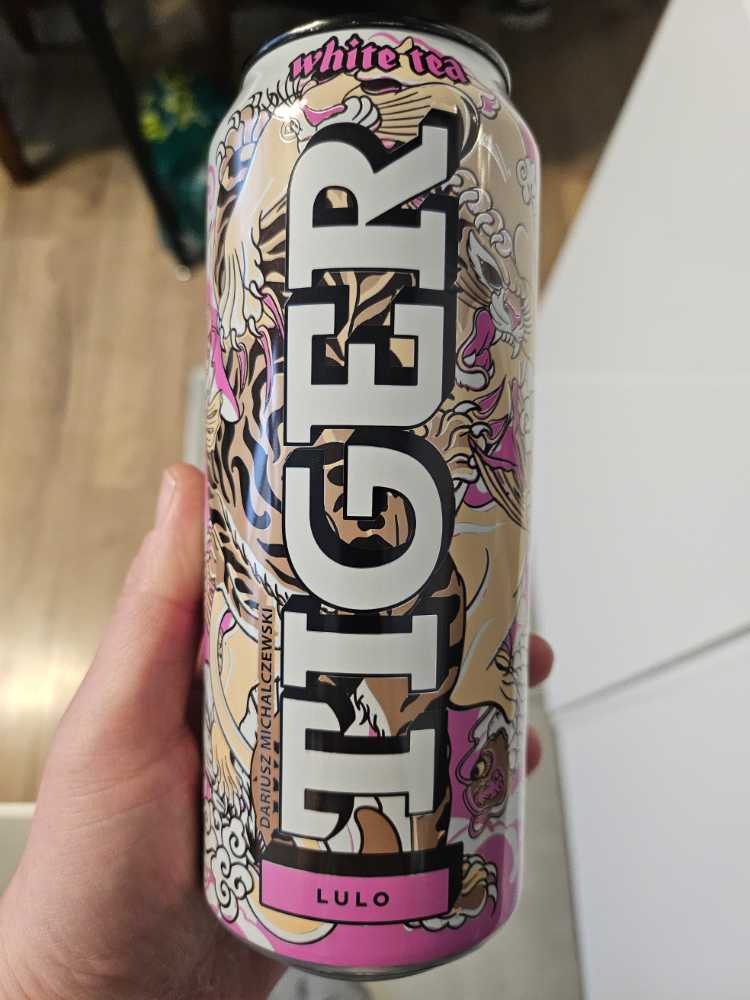 white tea
TIGER
DARIUSZ MICHALCZEWSKI
LULO